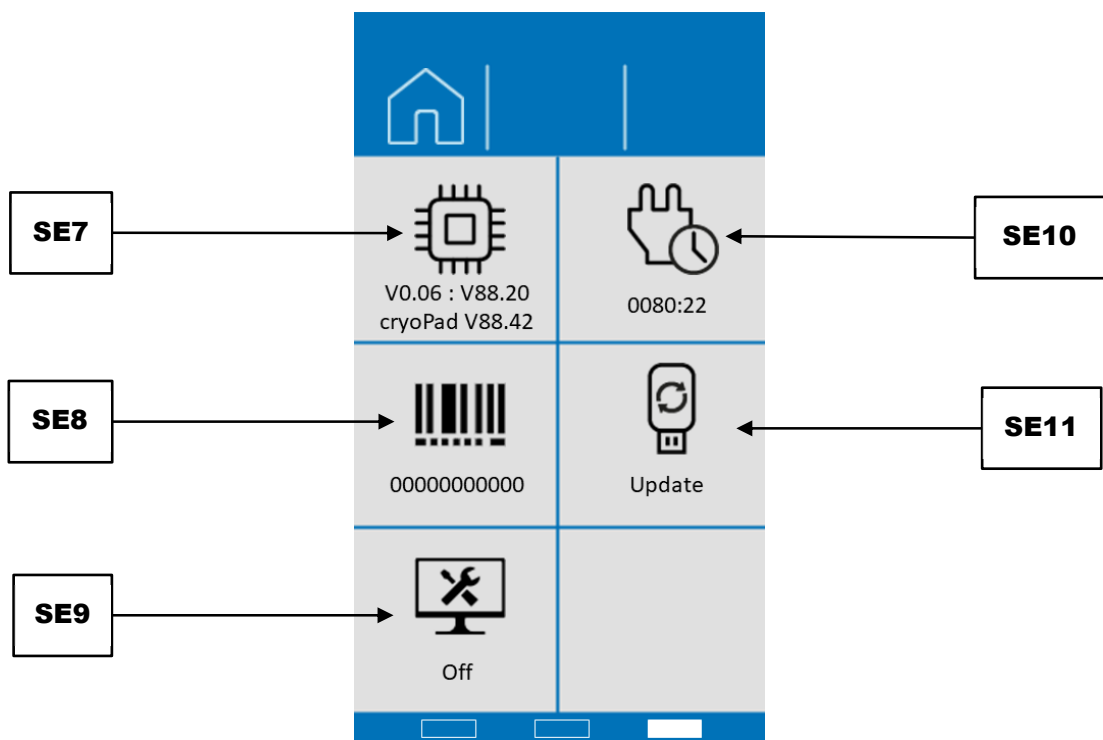 SE7
SE10
V0.06 : V88.20
cryoPad V88.42
0080:22
SE8
SE11
00000000000
Update
SE9
Off